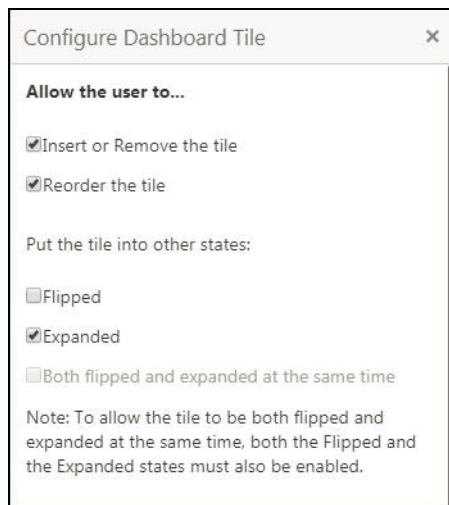 Configure Dashboard Tile
Allow the user to...
Insert or Remove the tile
Reorder the tile
Put the tile into other states:
Flipped
Expanded
Both flipped and expanded at the same time
Note: To allow the tile to be both flipped and
expanded at the same time, both the Flipped and
the Expanded states must also be enabled.